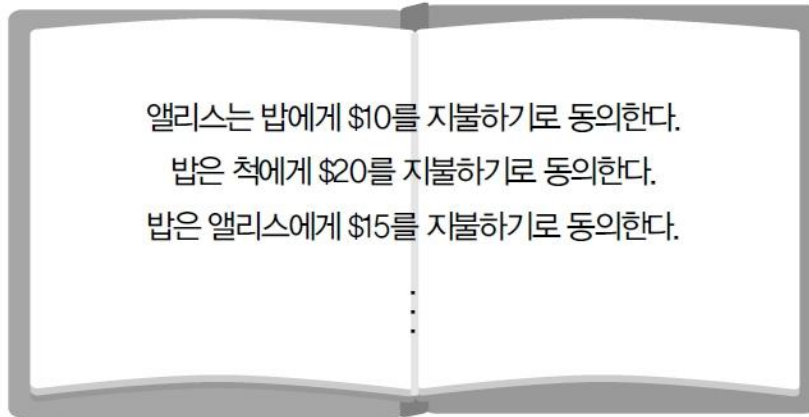 앨리스는 밥에게 $10를 지불하기로 동의한다.
밥은 척에게 $20를 지불하기로 동의한다.
밥은 앨리스에게 $15를 지불하기로 동의한다.
⋮